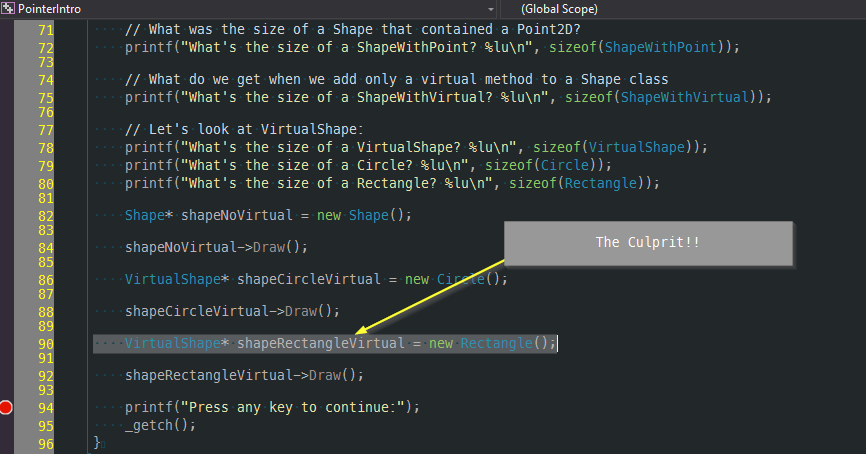 PointerIntro (Global Scope)
71 // What was the size of a Shape that contained a Point2D?
72 printf("What's the size of a ShapeWithPoint? %lu\n", sizeof(ShapeWithPoint));
73
74 // What do we get when we add only a virtual method to a Shape class
75 printf("What's the size of a ShapeWithVirtual? %lu\n", sizeof(ShapeWithVirtual));
76
77 // Let's look at VirtualShape:
78 printf("What's the size of a VirtualShape? %lu\n", sizeof(VirtualShape));
79 printf("What's the size of a Circle? %lu\n", sizeof(Circle));
80 printf("What's the size of a Rectangle? %lu\n", sizeof(Rectangle));
81
82 Shape* shapeNoVirtual = new Shape();
83
84 shapeNoVirtual->Draw();
85
The Culprit!!
86 VirtualShape* shapeCircleVirtual = new Circle();
87
88 shapeCircleVirtual->Draw();
89
90 VirtualShape* shapeRectangleVirtual = new Rectangle();
91
92 shapeRectangleVirtual->Draw();
93
94 printf("Press any key to continue:");
95 _getch();
96 }